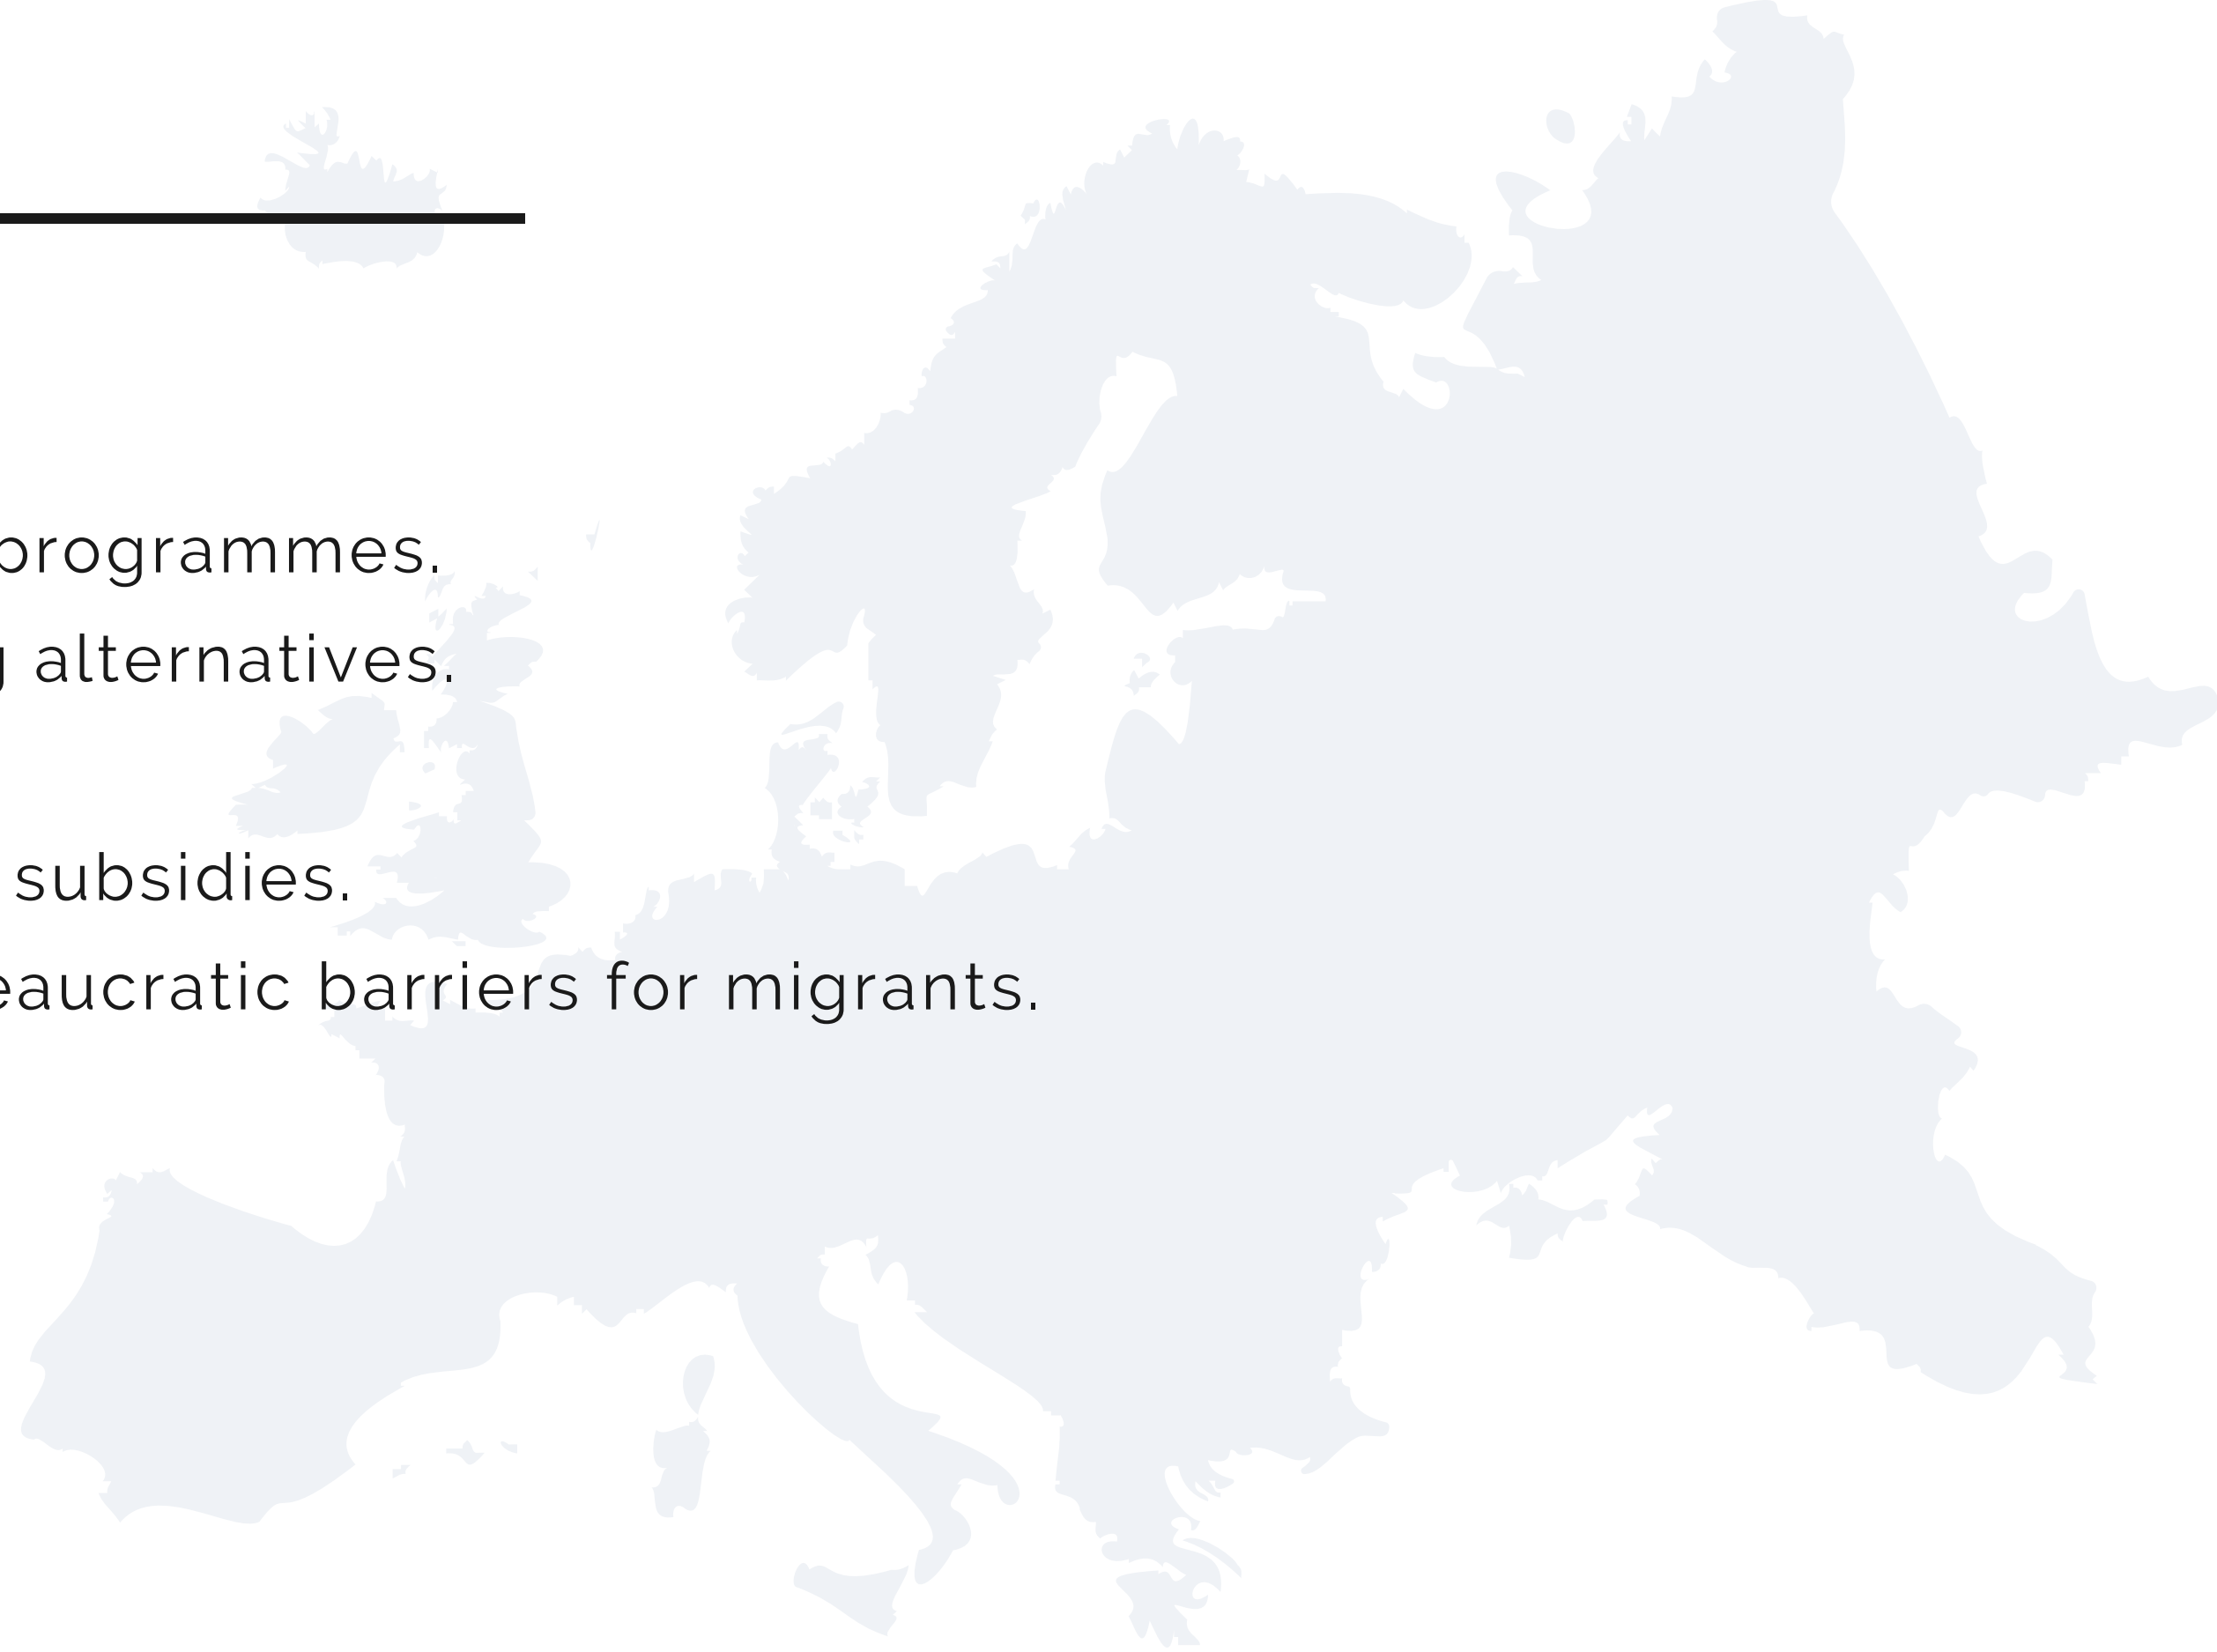 programmes.
alternatives.
subsidies.
eaucratic barriers for migrants.